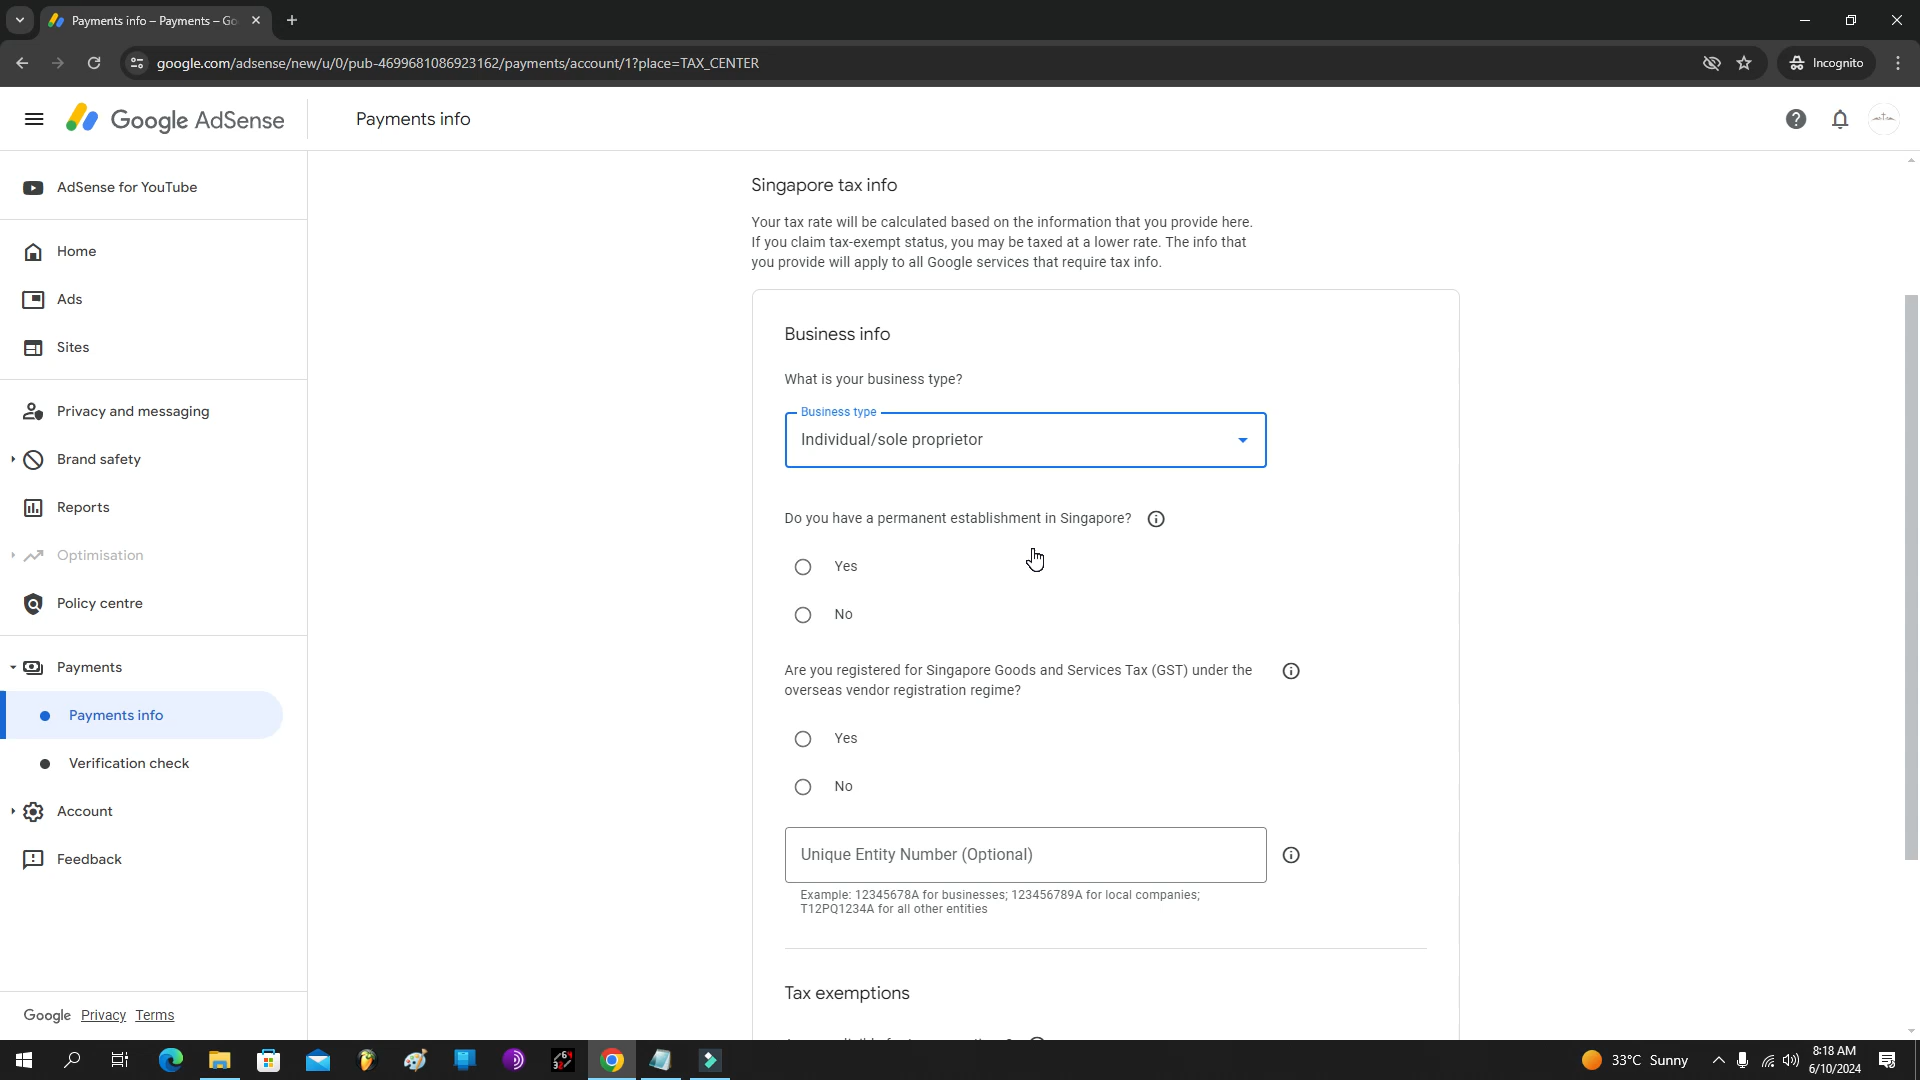 Payments info – Payments – Go
google.com/adsense/new/u/0/pub-4699681086923162/payments/account/1?place=TAX_CENTER
Incognito
Google AdSense
Payments info
AdSense for YouTube
Home
Ads
Sites
Privacy and messaging
Brand safety
Reports
Optimisation
Policy centre
Payments
Payments info
Verification check
Account
Feedback
Google Privacy Terms
Singapore tax info
Your tax rate will be calculated based on the information that you provide here.
If you claim tax-exempt status, you may be taxed at a lower rate. The info that
you provide will apply to all Google services that require tax info.
Business info
What is your business type?
Business type
Individual/sole proprietor
Do you have a permanent establishment in Singapore?
Yes
No
Are you registered for Singapore Goods and Services Tax (GST) under the
overseas vendor registration regime?
Yes
No
Unique Entity Number (Optional)
Example: 12345678A for businesses; 123456789A for local companies;
T12PQ1234A for all other entities
Tax exemptions
33°C Sunny
8:18 AM
6/10/2024